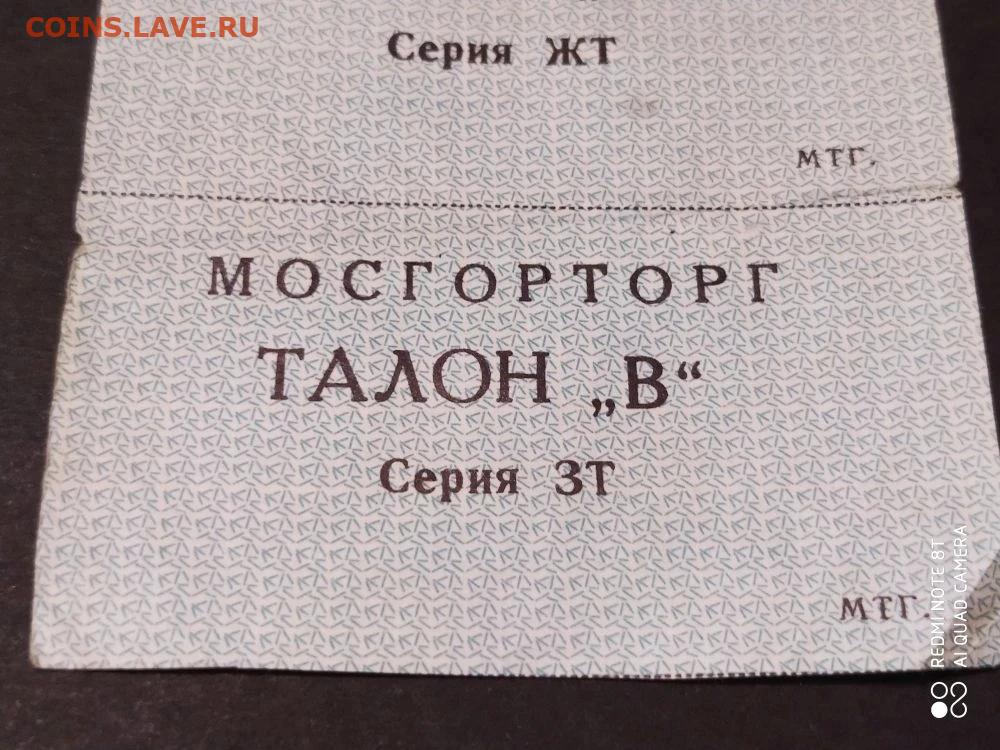 COINS.LAVE.RU
Серия ЖТ
МТГ.
МОСГОРТОРГ
ТАЛОН „В“
Серия ЗТ
МТГ.
REDMI NOTE 8T
AI QUAD CAMERA